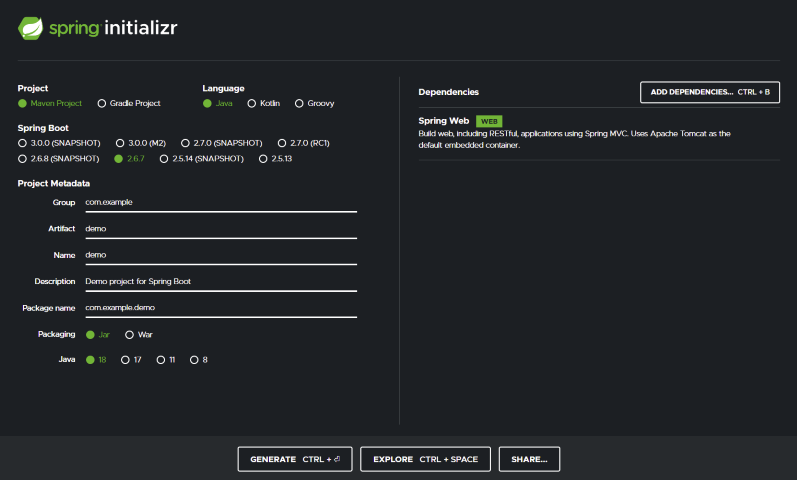 spring initializr
Project
Maven Project Gradle Project
Language
Java Kotlin Groovy
Spring Boot
3.0.0 (SNAPSHOT) 3.0.0 (M2) 2.7.0 (SNAPSHOT) 2.7.0 (RC1)
2.6.8 (SNAPSHOT) 2.6.7 2.5.14 (SNAPSHOT) 2.5.13
Project Metadata
Group com.example
Artifact demo
Name demo
Description Demo project for Spring Boot
Package name com.example.demo
Packaging Jar War
Java 18 17 11 8
Dependencies ADD DEPENDENCIES... CTRL + B
Spring Web WEB
Build web, including RESTful, applications using Spring MVC. Uses Apache Tomcat as the
default embedded container.
GENERATE CTRL + ⏎ EXPLORE CTRL + SPACE SHARE...